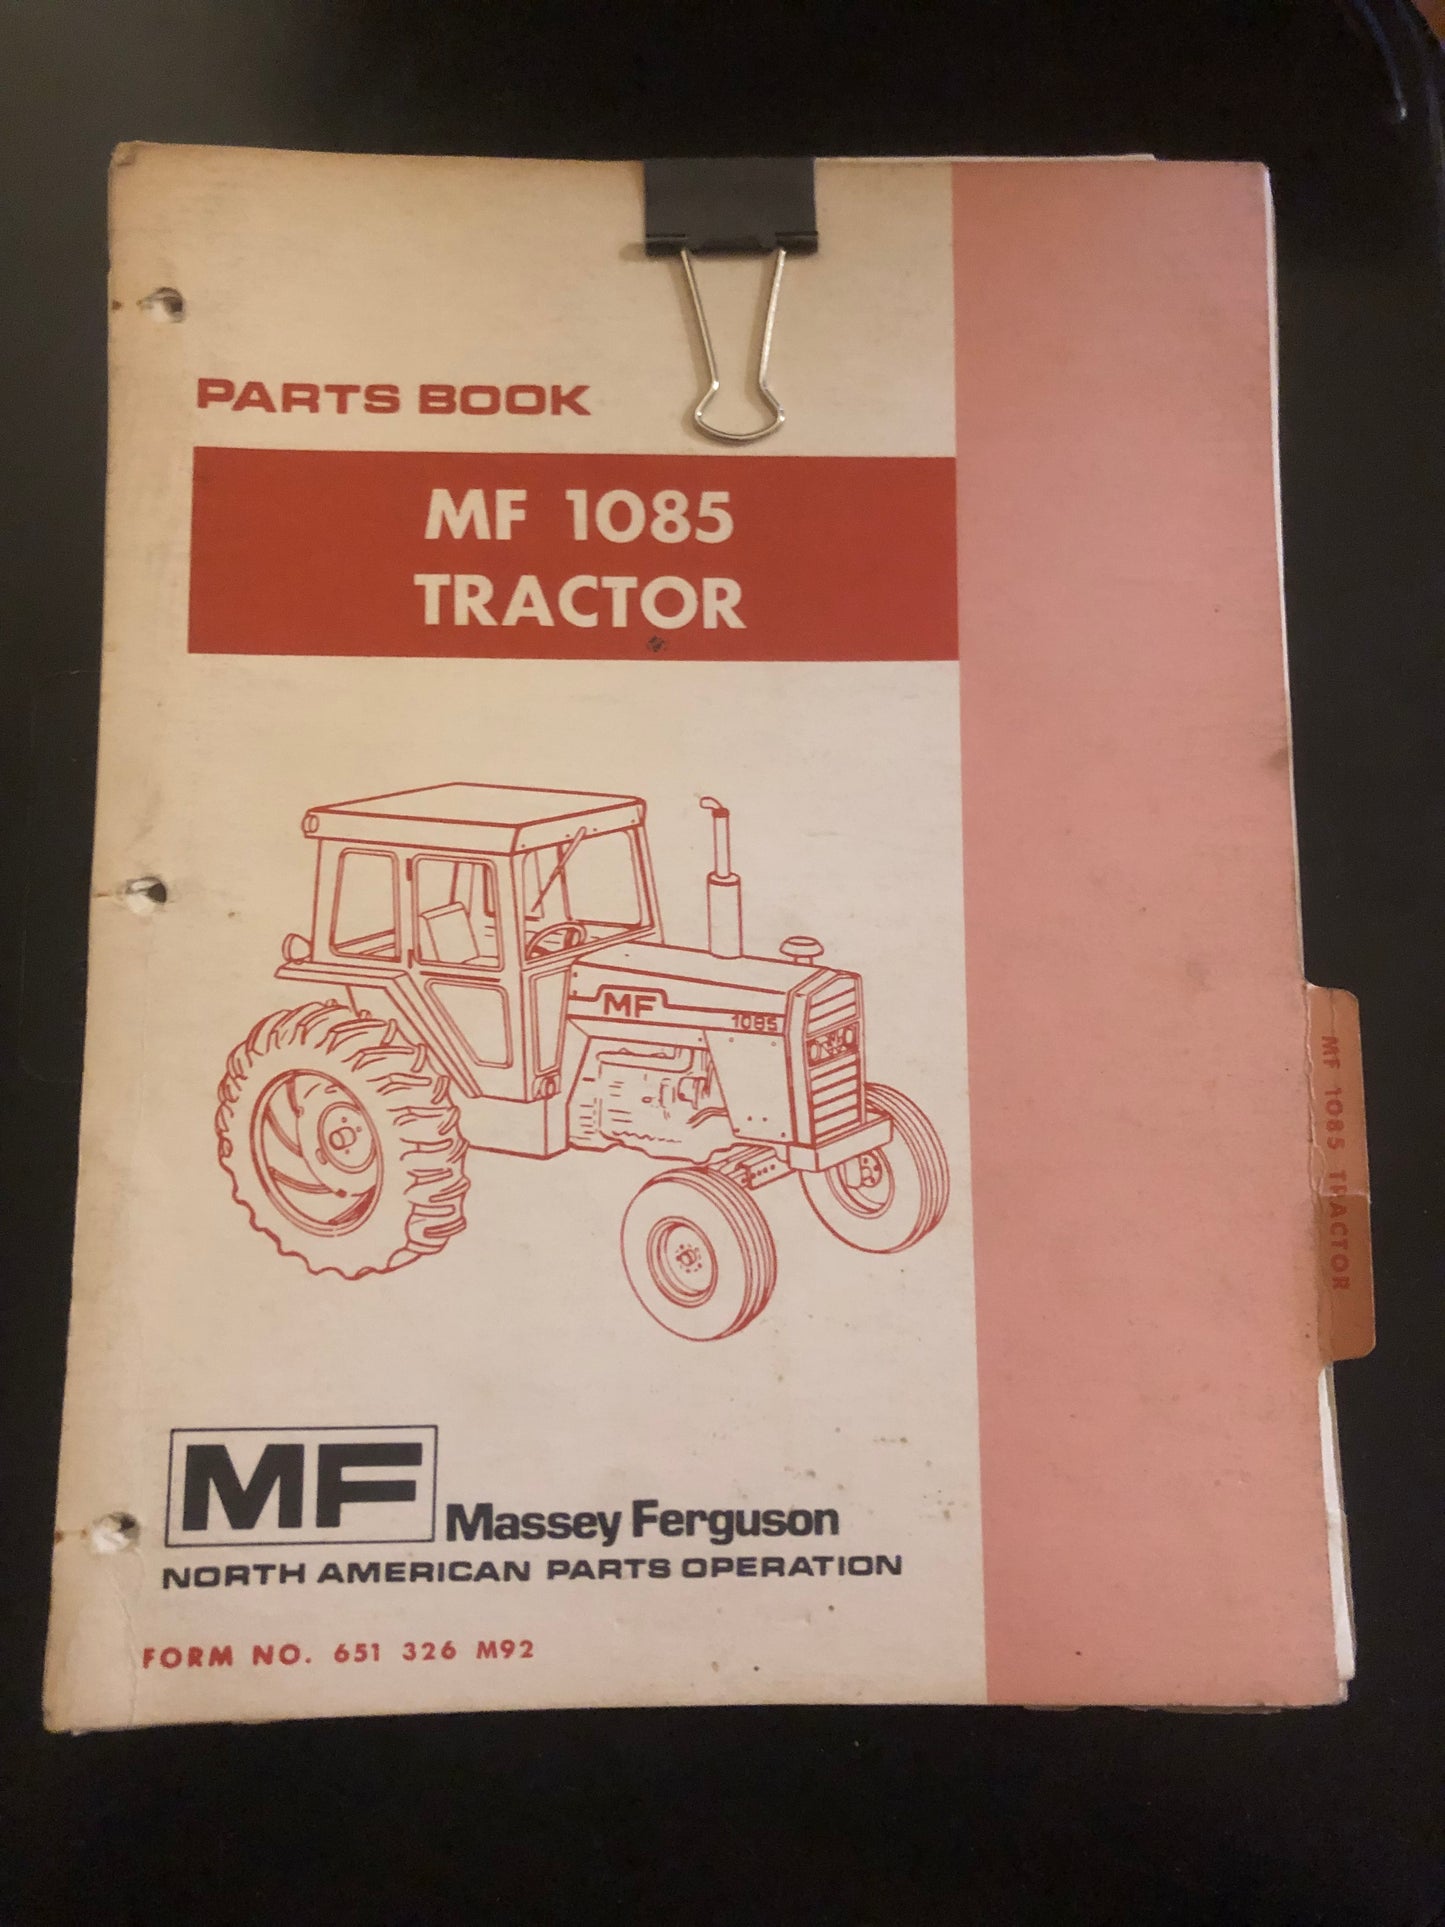 PARTS BOOK
MF 1085
TRACTOR
MF
1085
MF 1085 TRACTOR
MF
Massey Ferguson
NORTH AMERICAN PARTS OPERATION
FORM NO. 651 326 M92